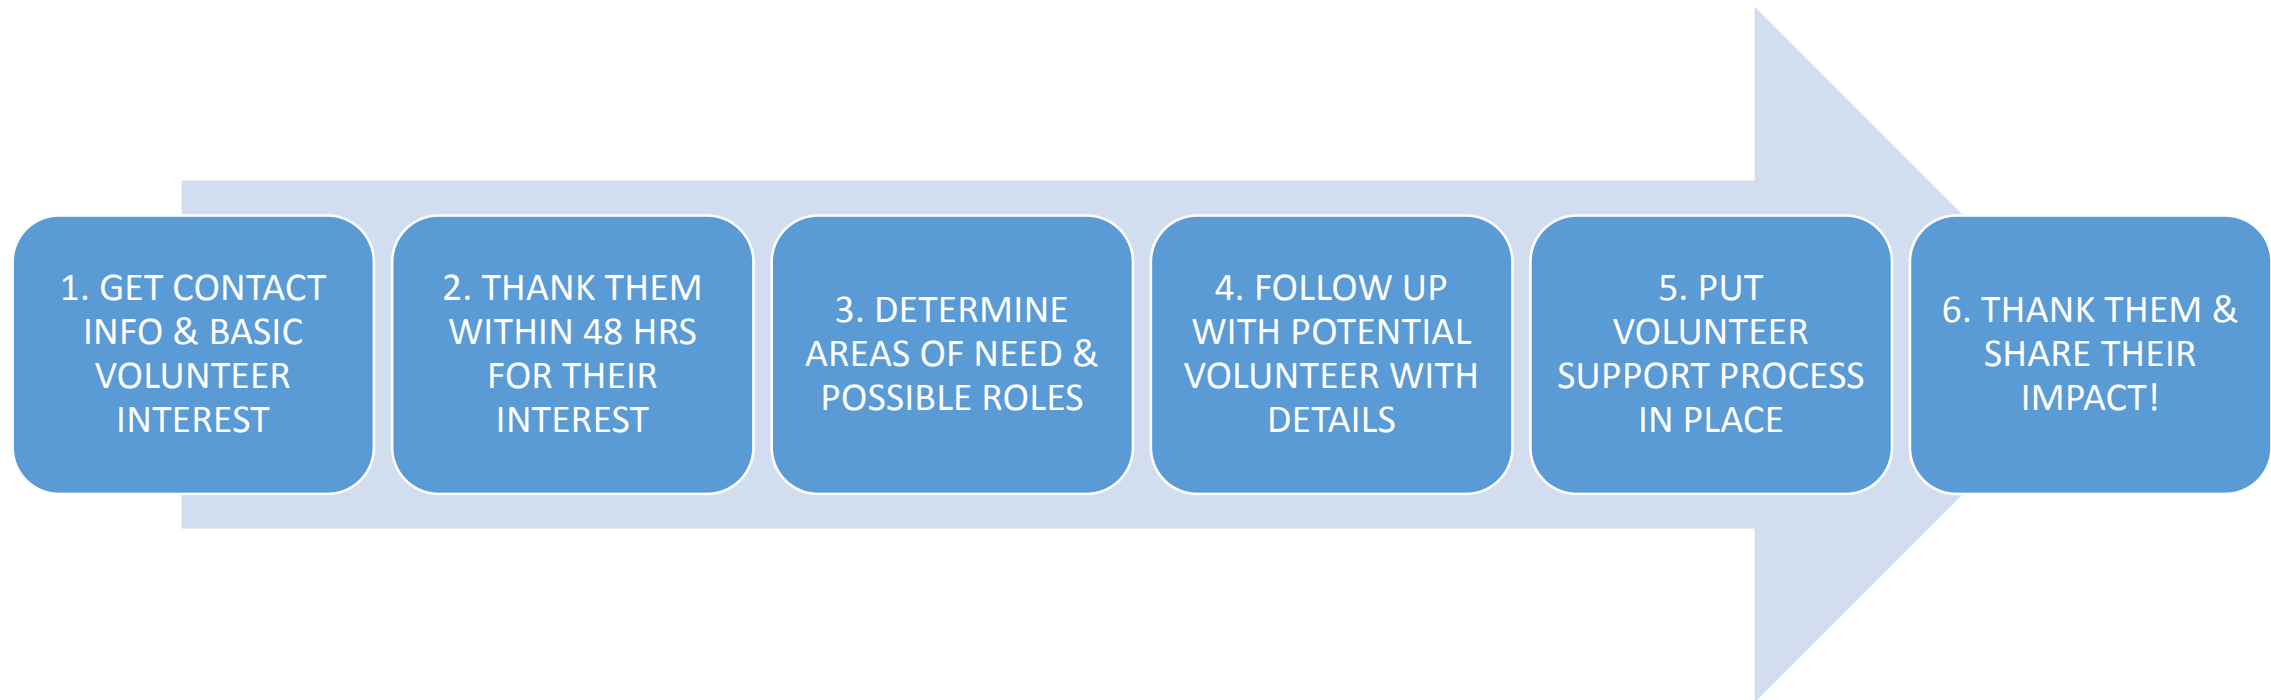 1. GET CONTACT
INFO & BASIC
VOLUNTEER
INTEREST
2. THANK THEM
WITHIN 48 HRS
FOR THEIR
INTEREST
3. DETERMINE
AREAS OF NEED &
POSSIBLE ROLES
4. FOLLOW UP
WITH POTENTIAL
VOLUNTEER WITH
DETAILS
5. PUT
VOLUNTEER
SUPPORT PROCESS
IN PLACE
6. THANK THEM &
SHARE THEIR
IMPACT!